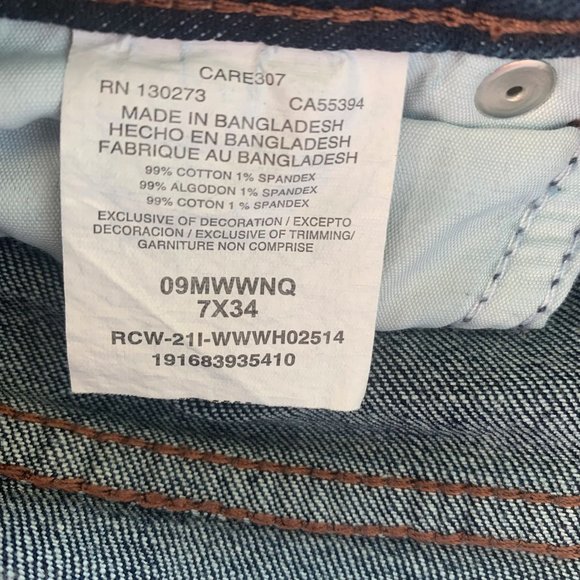 CARE307
RN 130273 CA55394
MADE IN BANGLADESH
HECHO EN BANGLADESH
FABRIQUE AU BANGLADESH
99% COTTON 1% SPANDEX
99% ALGODON 1% SPANDEX
99% COTON 1% SPANDEX
EXCLUSIVE OF DECORATION / EXCEPTO
DECORACION / EXCLUSIVE OF TRIMMING/
GARNITURE NON COMPRISE
09MWWNQ
7X34
RCW-21I-WWWH02514
191683935410